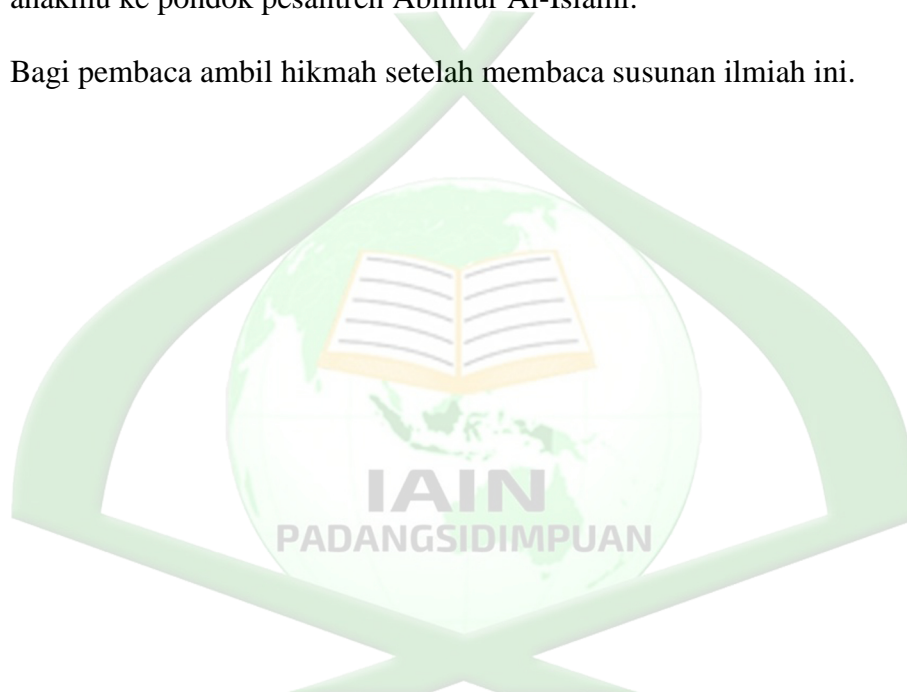 anakmu ke pondok pesantren Abinnur Al-Islami.
Bagi pembaca ambil hikmah setelah membaca susunan ilmiah ini.
IAIN
PADANGSIDIMPUAN